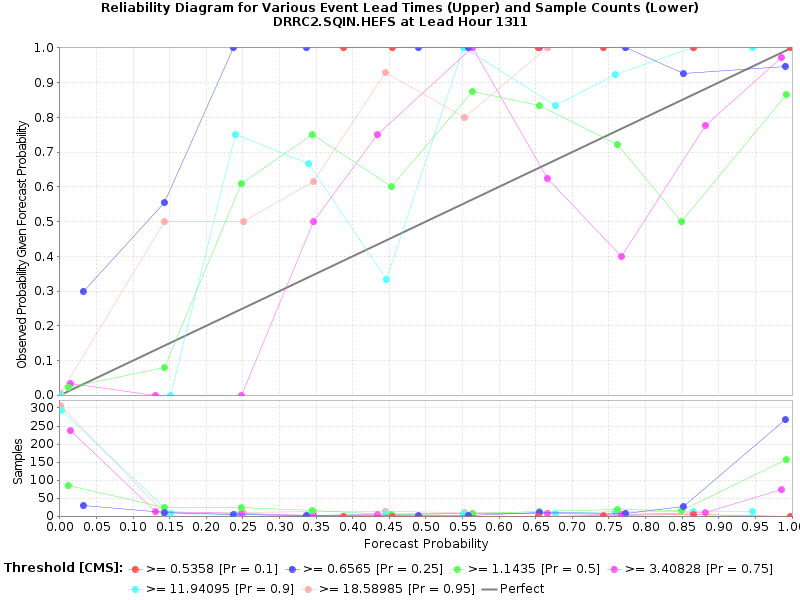 Reliability Diagram for Various Event Lead Times (Upper) and Sample Counts (Lower)
DRRC2.SQIN.HEFS at Lead Hour 1311
Observed Probability Given Forecast Probability
1.0
0.9
0.8
0.7
0.6
0.5
0.4
0.3
0.2
0.1
0.0
Samples
300
250
200
150
100
50
0
0.00 0.05 0.10 0.15 0.20 0.25 0.30 0.35 0.40 0.45 0.50 0.55 0.60 0.65 0.70 0.75 0.80 0.85 0.90 0.95 1.00
Forecast Probability
Threshold [CMS]: >= 0.5358 [Pr = 0.1] >= 0.6565 [Pr = 0.25] >= 1.1435 [Pr = 0.5] >= 3.40828 [Pr = 0.75]
>= 11.94095 [Pr = 0.9] >= 18.58985 [Pr = 0.95] Perfect